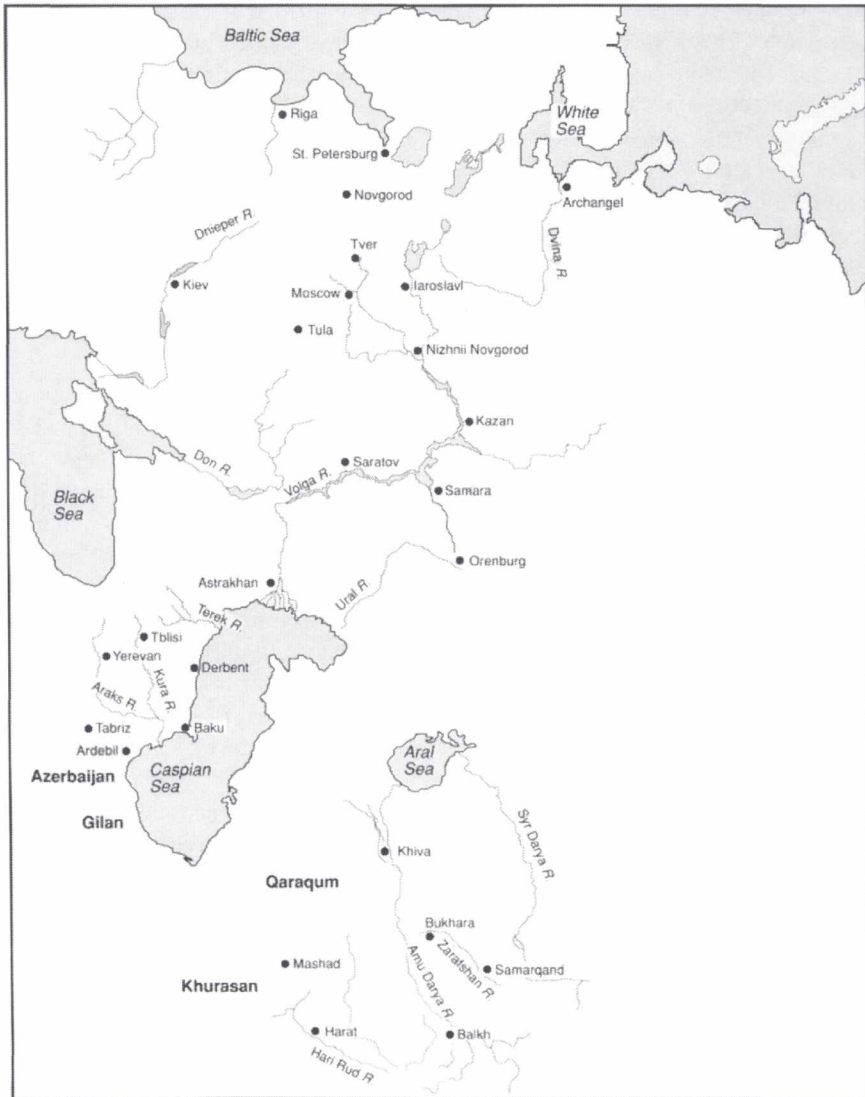 Baltic Sea
White
Sea
Riga
St. Petersburg
Novgorod
Archangel
Dnieper R.
Dvina R.
Tver
Kiev
Moscow
Iaroslavl
Tula
Nizhnii Novgorod
Kazan
Don R.
Saratov
Volga R.
Samara
Black
Sea
Orenburg
Astrakhan
Ural R.
Terek R.
Tblisi
Yerevan
Derbent
Kura R.
Araks R.
Tabriz
Baku
Ardebil
Aral
Sea
Azerbaijan
Caspian
Sea
Gilan
Syr Darya R.
Khiva
Qaraqum
Bukhara
Zarafshan R.
Amu Darya R.
Mashad
Samarqand
Khurasan
Harat
Balkh
Hari Rud R.